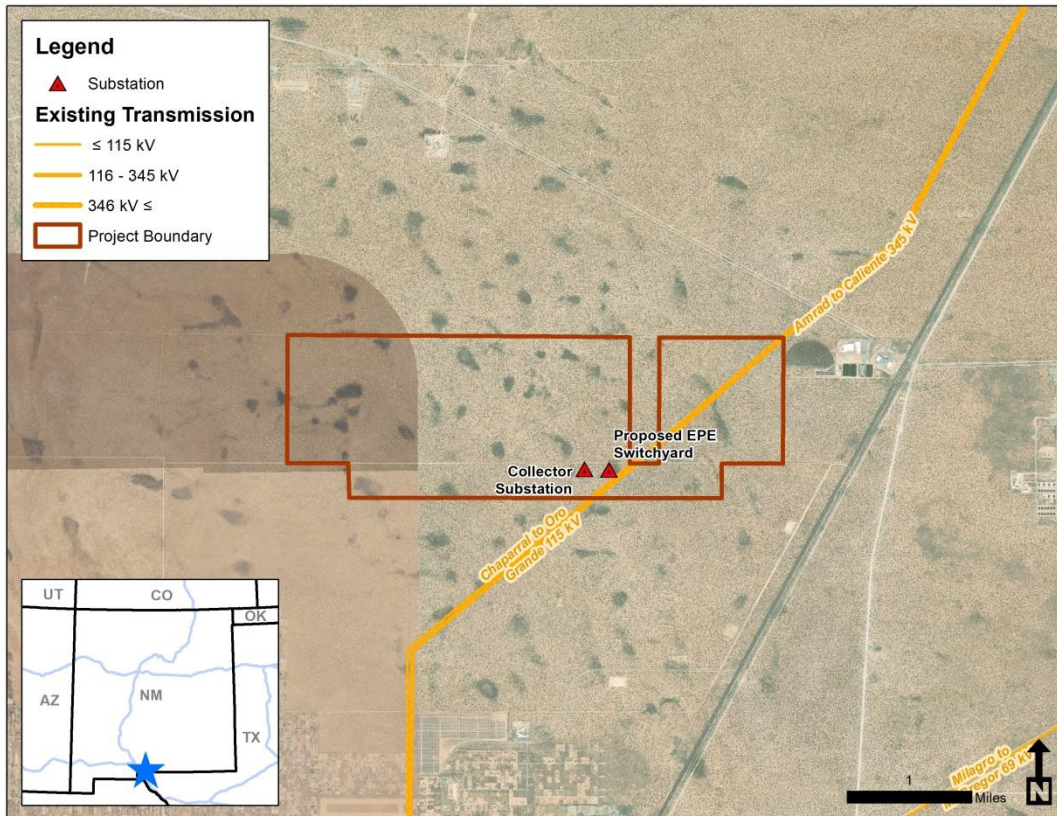 Legend
Substation
Existing Transmission
≤ 115 kV
116 - 345 kV
346 kV ≤
Project Boundary
Amrad to Caliente 345 kV
Proposed EPE
Switchyard
Collector
Substation
Chaparral to Oro
Grande 115 kV
UT
CO
OK
AZ
NM
TX
Milagro to
Gregor 69 kV
1
Miles
N